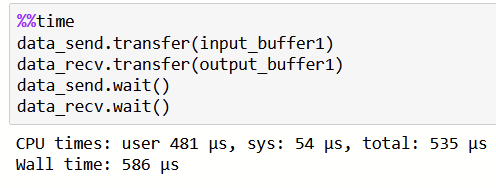 %%time
data_send.transfer(input_buffer1)
data_recv.transfer(output_buffer1)
data_send.wait()
data_recv.wait()
CPU times: user 481 µs, sys: 54 µs, total: 535 µs
Wall time: 586 µs